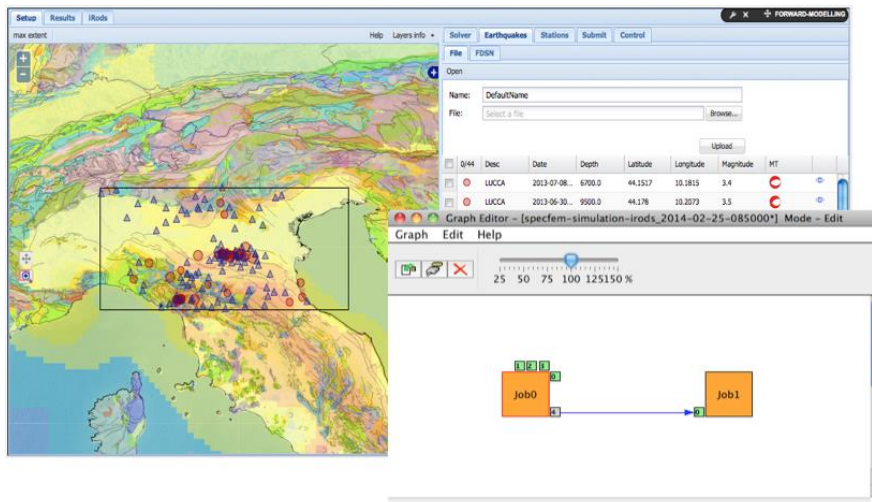 Setup Results iRods
FORWARD-MODELLING
max extent Help Layers info
Solver Earthquakes Stations Submit Control
File FDSN
Open
Name: DefaultName
File: Select a file Browse...
Upload
0/44 Desc Date Depth Latitude Longitude Magnitude MT
LUCCA 2013-07-08... 6700.0 44.1517 10.1815 3.4
LUCCA 2013-06-30... 9500.0 44.178 10.2073 3.5
Graph Editor - [specfem-simulation-irods_2014-02-25-085000*] Mode - Edit
Graph Edit Help
25 50 75 100 125150 %
1 2 3
0
Job0 Job1
4 0